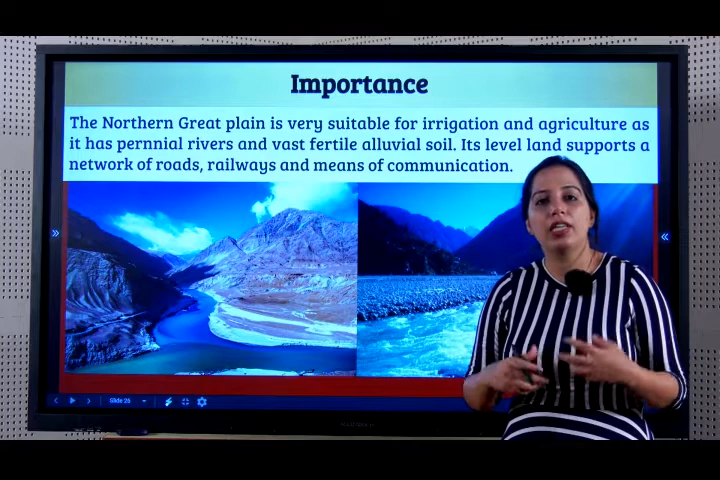 Importance
The Northern Great plain is very suitable for irrigation and agriculture as
it has pernnial rivers and vast fertile alluvial soil. Its level land supports a
network of roads, railways and means of communication.
Slide 26